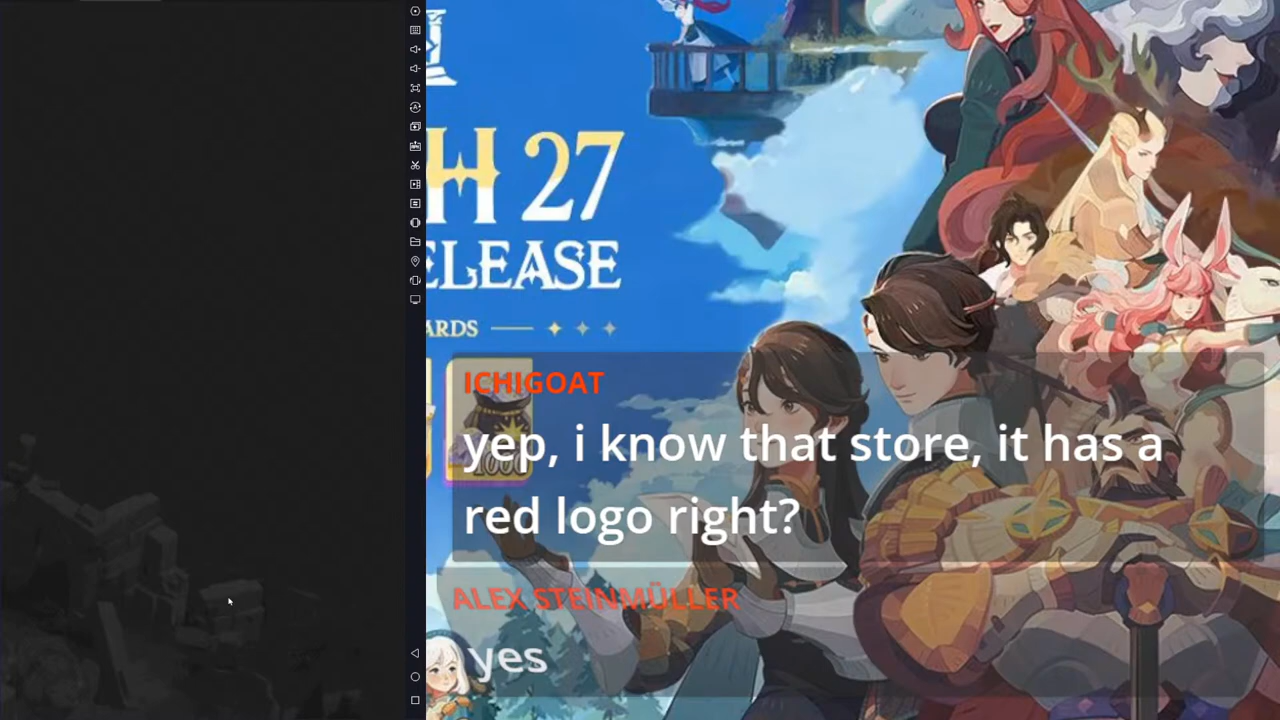 H 27
ELEASE
ARDS
1000
ICHIGOAT
yep, i know that store, it has a
red logo right?
ALEX STEINMÜLLER
yes